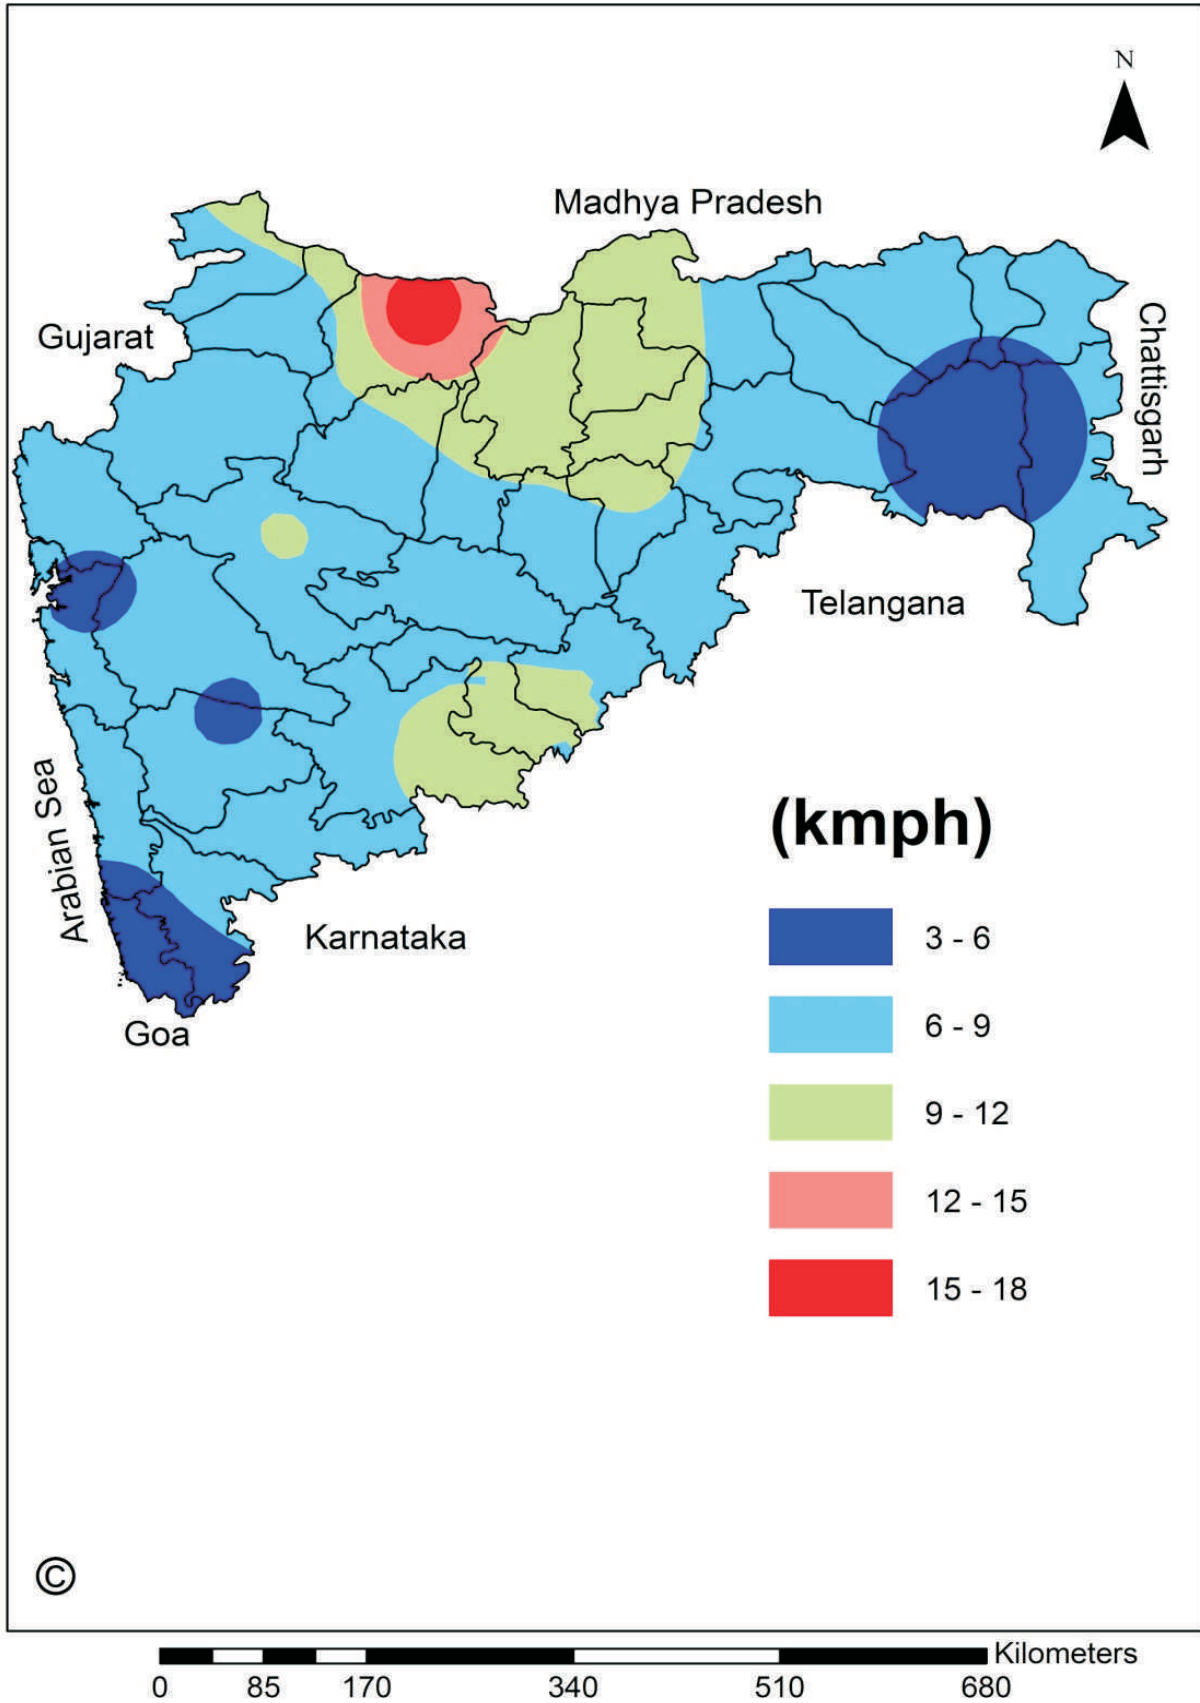 N
Madhya Pradesh
Gujarat
Chattisgarh
Telangana
Arabian Sea
Karnataka
Goa
(kmph)
3 - 6
6 - 9
9 - 12
12 - 15
15 - 18
©
Kilometers
0 85 170 340 510 680